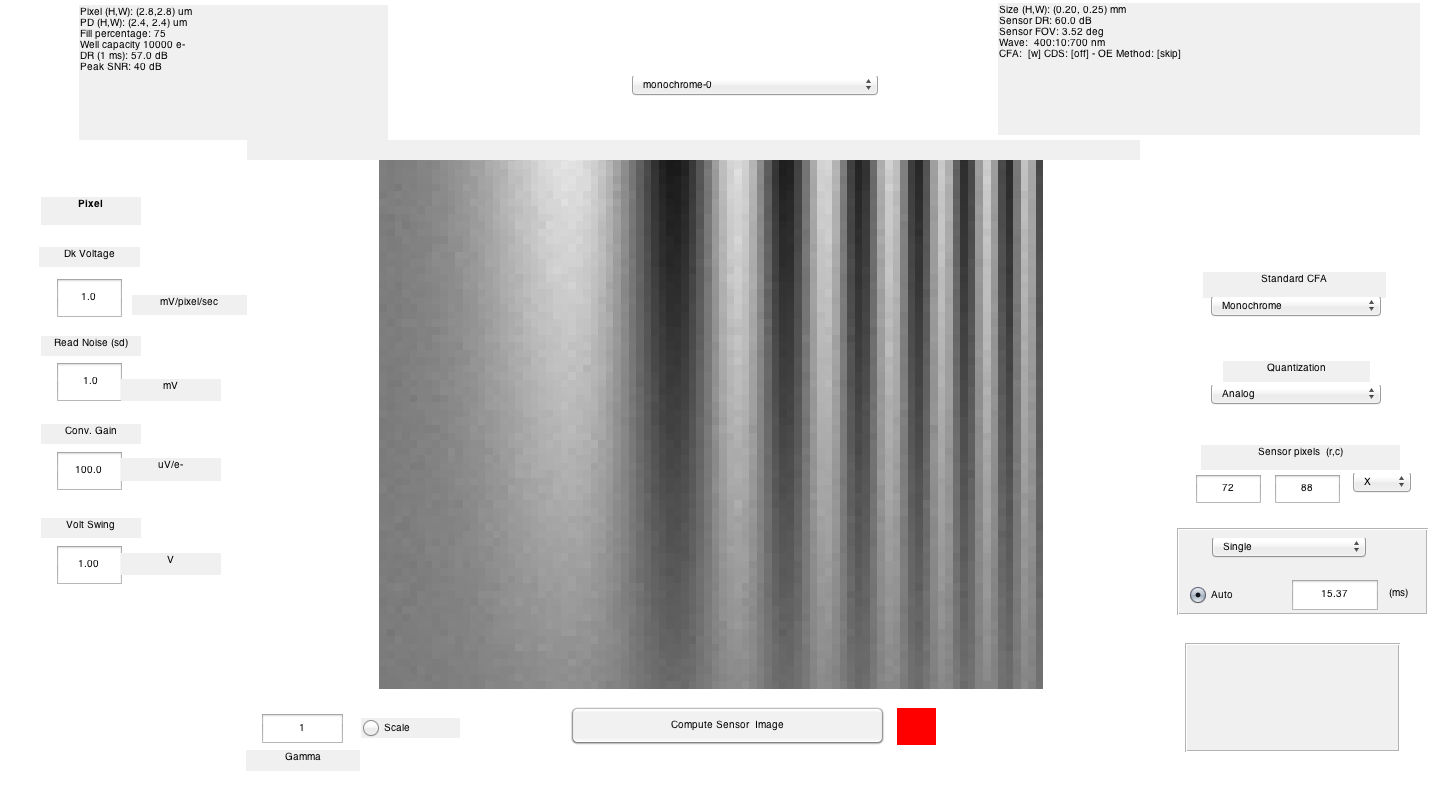 Pixel (H,W): (2.8,2.8) um
PD (H,W): (2.4, 2.4) um
Fill percentage: 75
Well capacity 10000 e-
DR (1 ms): 57.0 dB
Peak SNR: 40 dB
monochrome-0
Size (H,W): (0.20, 0.25) mm
Sensor DR: 60.0 dB
Sensor FOV: 3.52 deg
Wave:  400:10:700 nm
CFA:  [w] CDS: [off] - OE Method: [skip]
Pixel
Dk Voltage
1.0
mV/pixel/sec
Read Noise (sd)
1.0
mV
Conv. Gain
100.0
uV/e-
Volt Swing
1.00
V
Standard CFA
Monochrome
Quantization
Analog
Sensor pixels  (r,c)
72
88
X
Single
Auto
15.37
(ms)
1
Scale
Gamma
Compute Sensor  Image